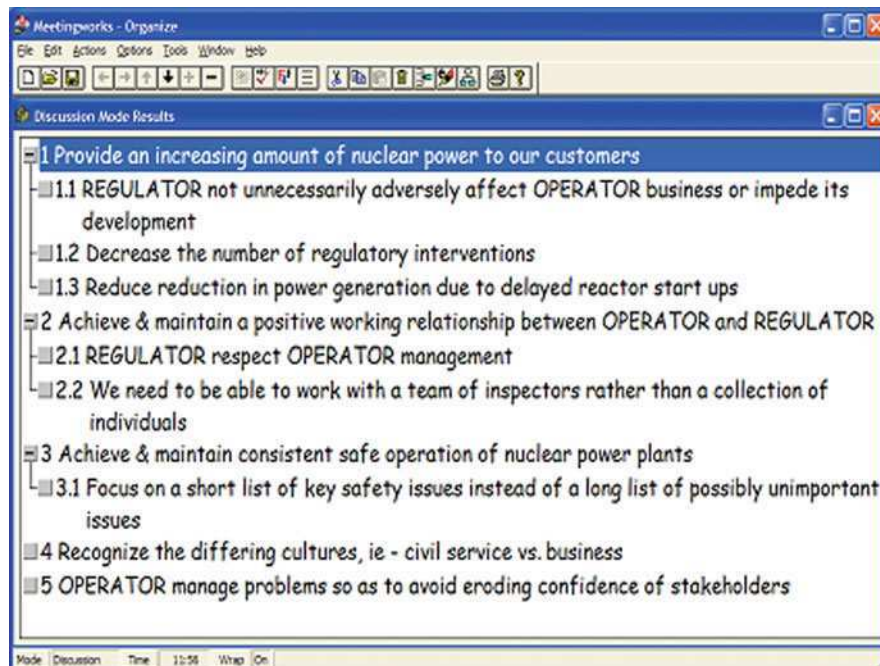 Meetingworks - Organize
File Edit Actions Options Tools Window Help
Discussion Mode Results
1 Provide an increasing amount of nuclear power to our customers
1.1 REGULATOR not unnecessarily adversely affect OPERATOR business or impede its
development
1.2 Decrease the number of regulatory interventions
1.3 Reduce reduction in power generation due to delayed reactor start ups
2 Achieve & maintain a positive working relationship between OPERATOR and REGULATOR
2.1 REGULATOR respect OPERATOR management
2.2 We need to be able to work with a team of inspectors rather than a collection of
individuals
3 Achieve & maintain consistent safe operation of nuclear power plants
3.1 Focus on a short list of key safety issues instead of a long list of possibly unimportant
issues
4 Recognize the differing cultures, ie - civil service vs. business
5 OPERATOR manage problems so as to avoid eroding confidence of stakeholders
Mode Discussion Time 11:56 Wrap On